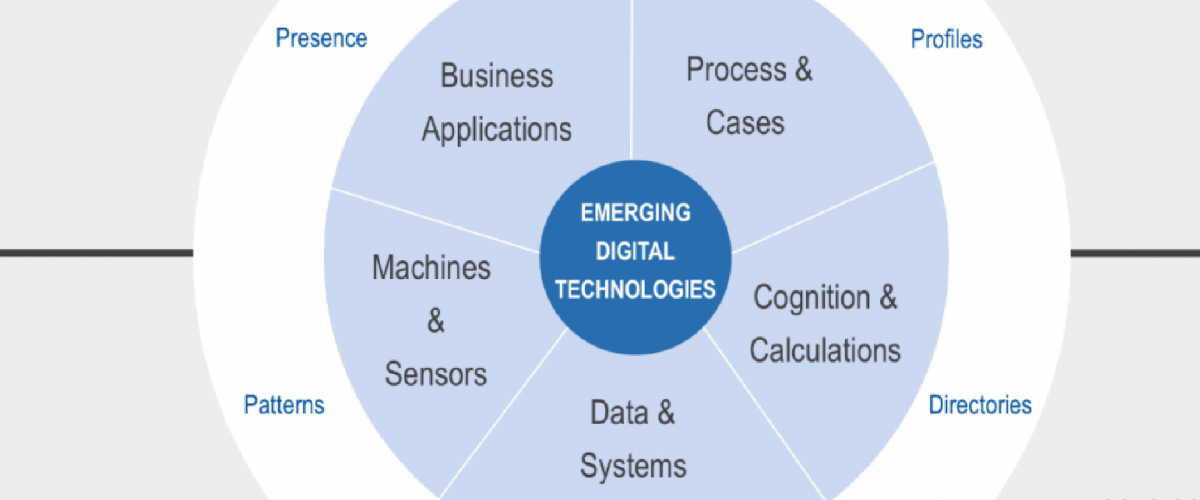 Presence
Profiles
Business
Applications
Process &
Cases
EMERGING
DIGITAL
TECHNOLOGIES
Machines
&
Sensors
Cognition &
Calculations
Patterns
Directories
Data &
Systems